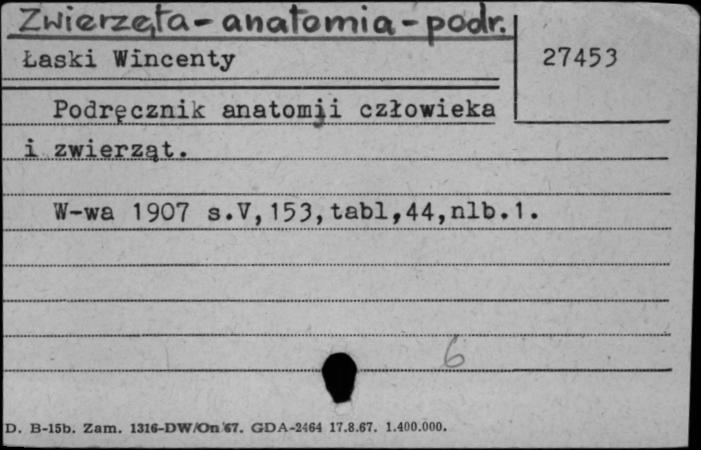 Zwierzęta - anatomia - podr.
Łaski Wincenty
27453
Podręcznik anatomji człowieka
i zwierząt.
W-wa 1907 s.V,153,tabl,44,nlb.1.
6
D. B-15b. Zam. 1316-DW/On 67. GDA-2464 17.8.67. 1.400.000.